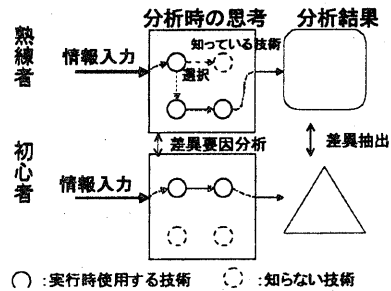 分析時の思考 分析結果
熟練者
情報入力
知っている技術
選択
差異要因分析
差異抽出
初心者
情報入力
:実行時使用する技術 :知らない技術